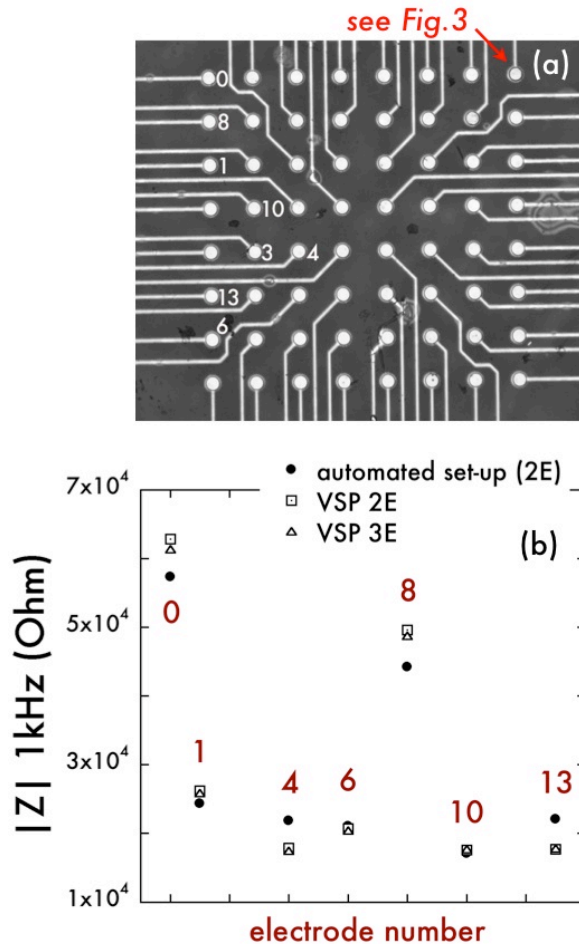 see Fig.3
(a)
0
8
1
10
3 4
13
6
automated set-up (2E)
VSP 2E
VSP 3E
(b)
7x10⁴
5x10⁴
3x10⁴
1x10⁴
|Z| 1kHz (Ohm)
0
1
4
6
8
10
13
electrode number